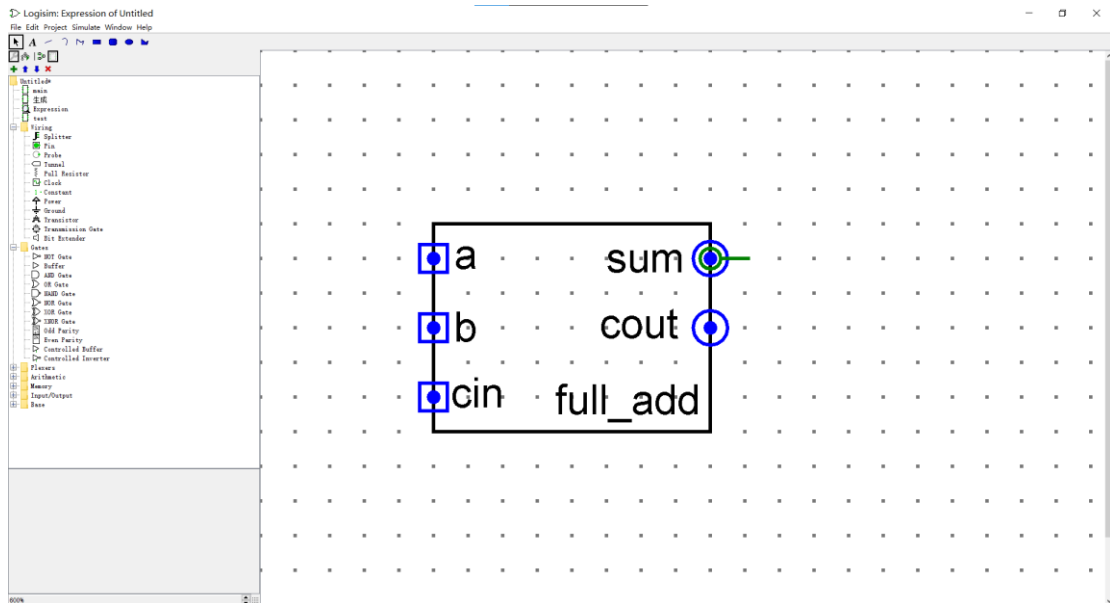 Logisim: Expression of Untitled
File Edit Project Simulate Window Help
A
Untitled*
main
生成
Expression
test
Wiring
Splitter
Pin
Probe
Tunnel
Pull Resistor
Clock
Constant
Power
Ground
Transistor
Transmission Gate
Bit Extender
Gates
NOT Gate
Buffer
AND Gate
OR Gate
NAND Gate
NOR Gate
XOR Gate
XNOR Gate
Odd Parity
Even Parity
Controlled Buffer
Controlled Inverter
Plexers
Arithmetic
Memory
Input/Output
Base
600%
a
sum
b
cout
cin
full_add